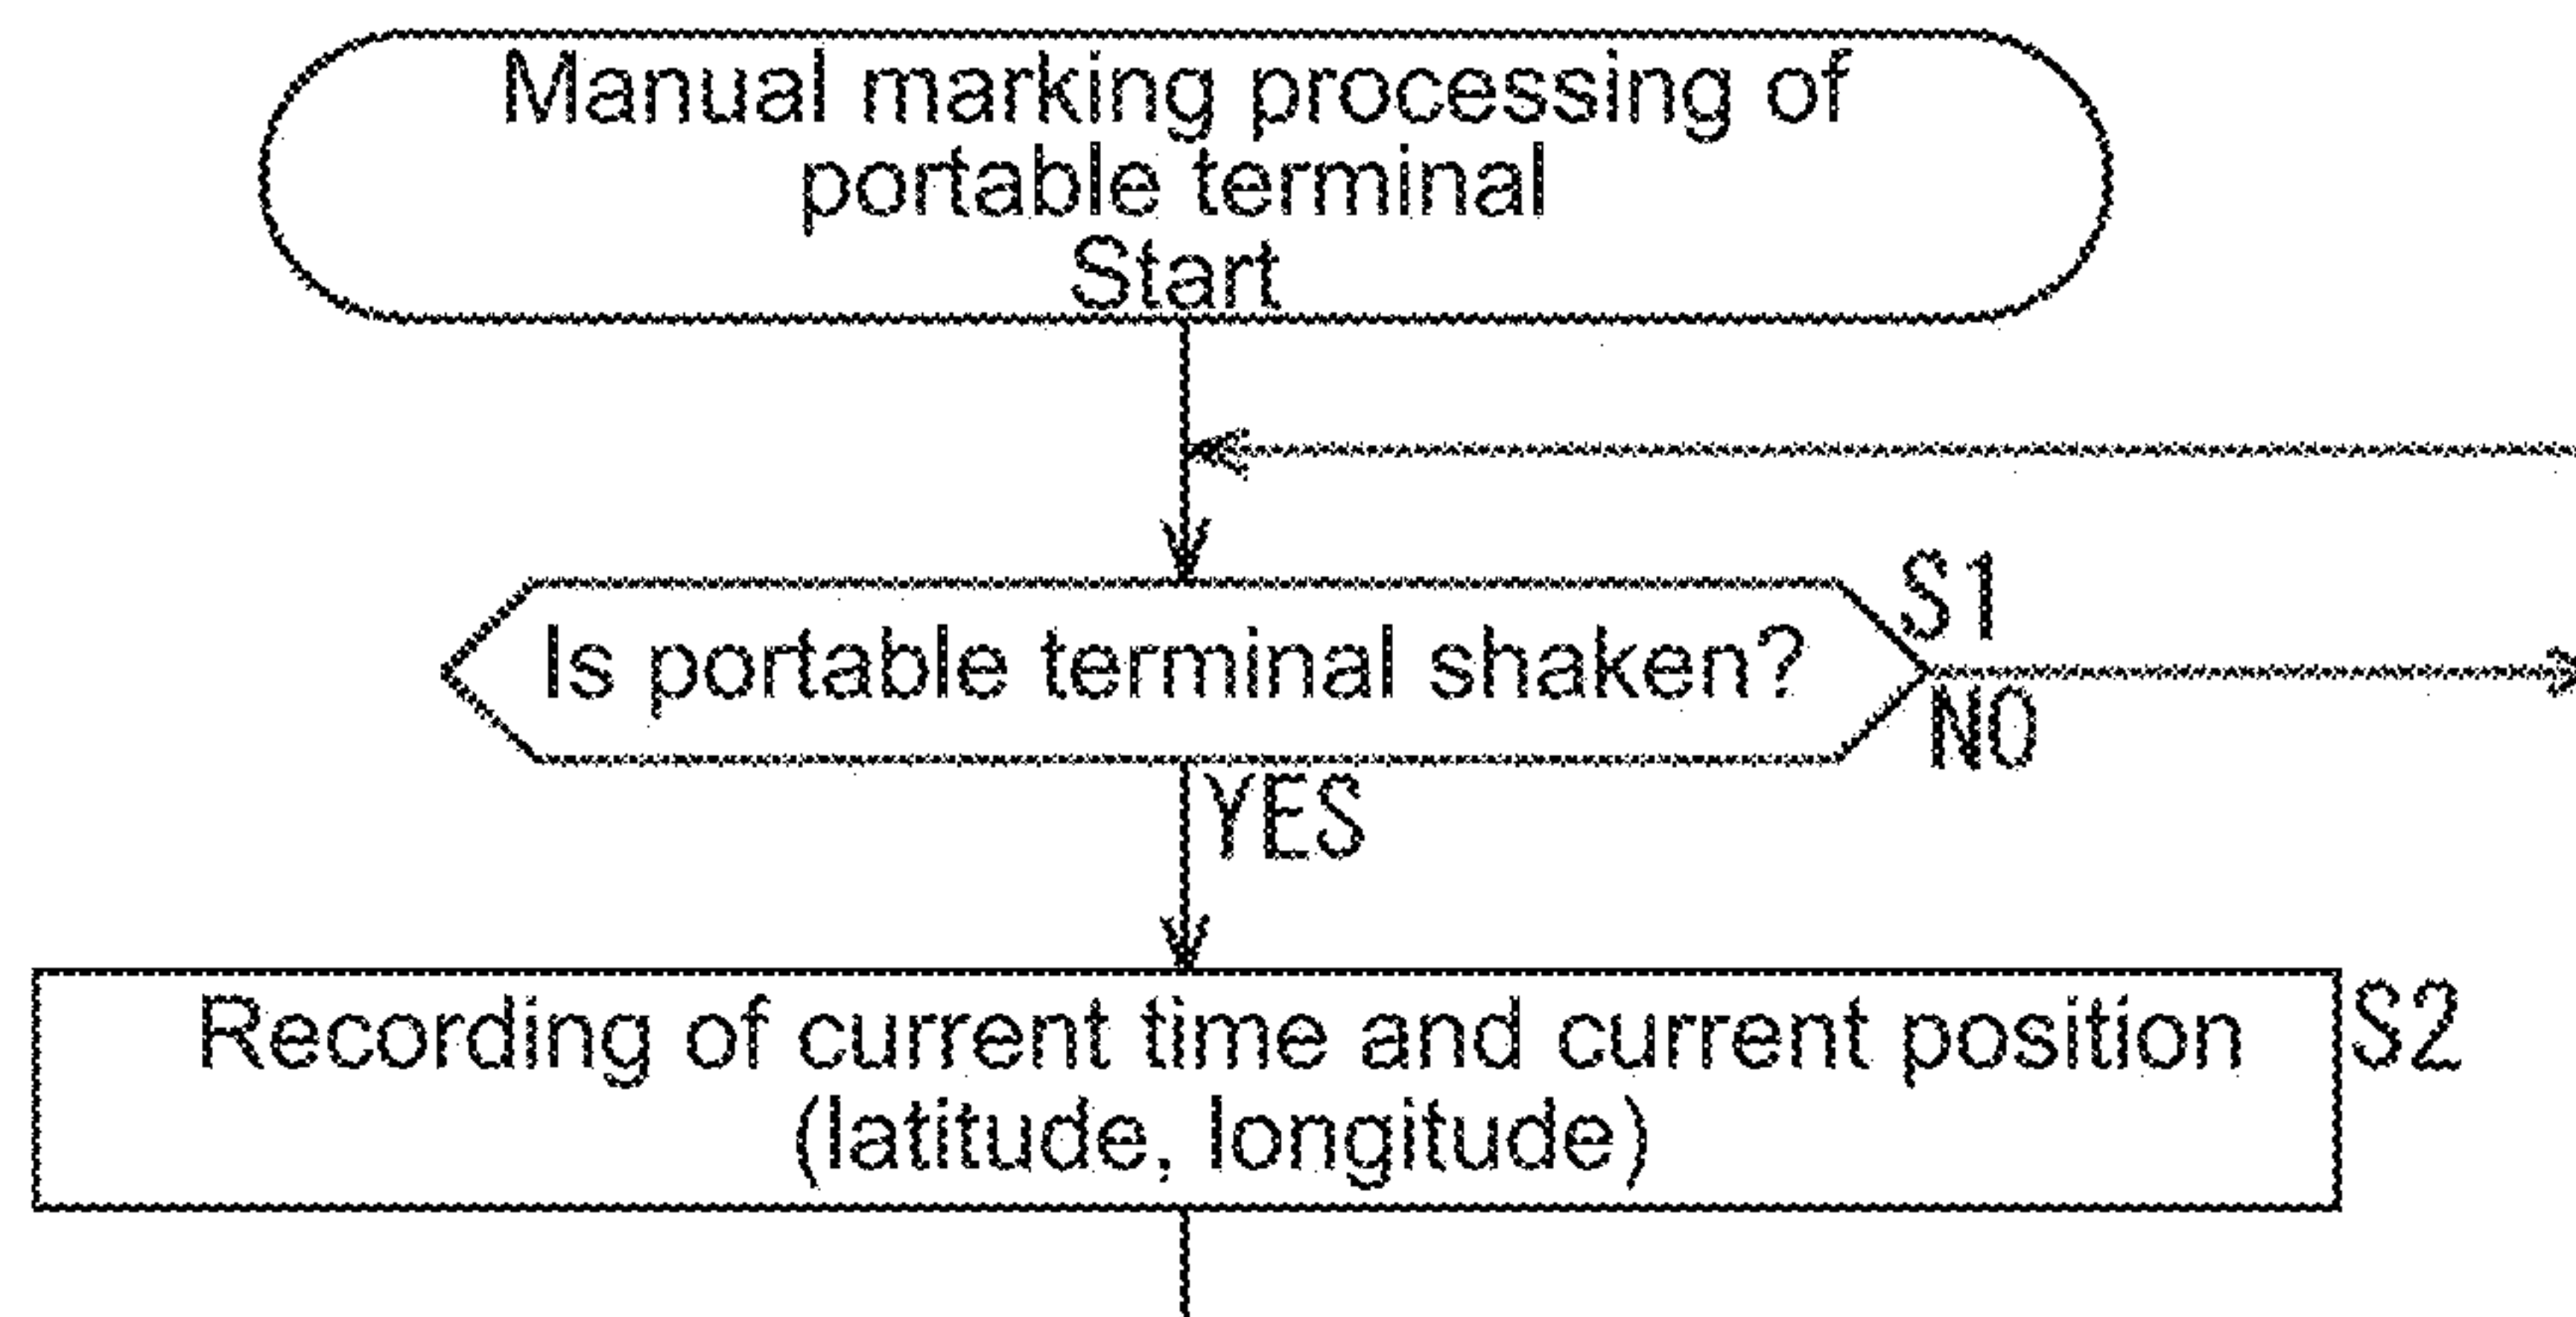 Manual marking processing of
portable terminal
Start
S1
Is portable terminal shaken?
NO
YES
Recording of current time and current position
(latitude, longitude)
S2